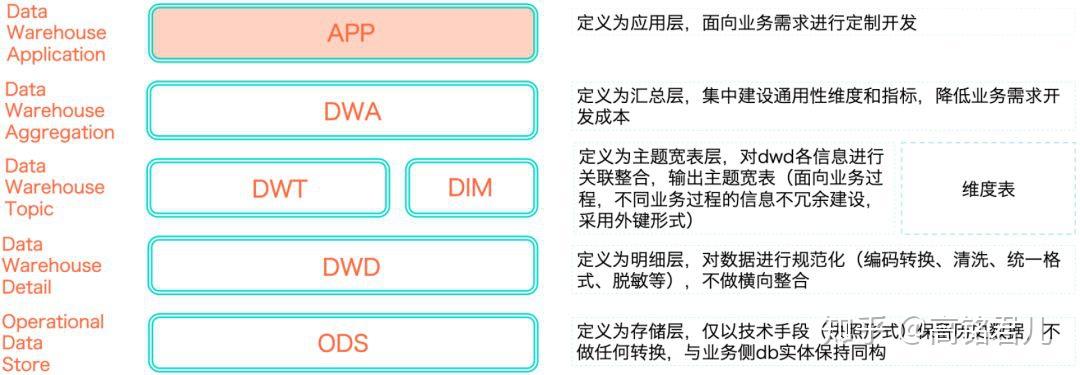 Data
Warehouse
Application
APP
定义为应用层，面向业务需求进行定制开发
Data
Warehouse
Aggregation
DWA
定义为汇总层，集中建设通用性维度和指标，降低业务需求开
发成本
Data
Warehouse
Topic
DWT
DIM
定义为主题宽表层，对dwd各信息进行
关联整合，输出主题宽表（面向业务过
程，不同业务过程的信息不冗余建设，
采用外键形式）
维度表
Data
Warehouse
Detail
DWD
定义为明细层，对数据进行规范化（编码转换、清洗、统一格
式、脱敏等），不做横向整合
Operational
Data
Store
ODS
定义为存储层，仅以技术手段（形式）保留数据，不
做任何转换，与业务侧db实体保持同构
知乎 @高铭君儿